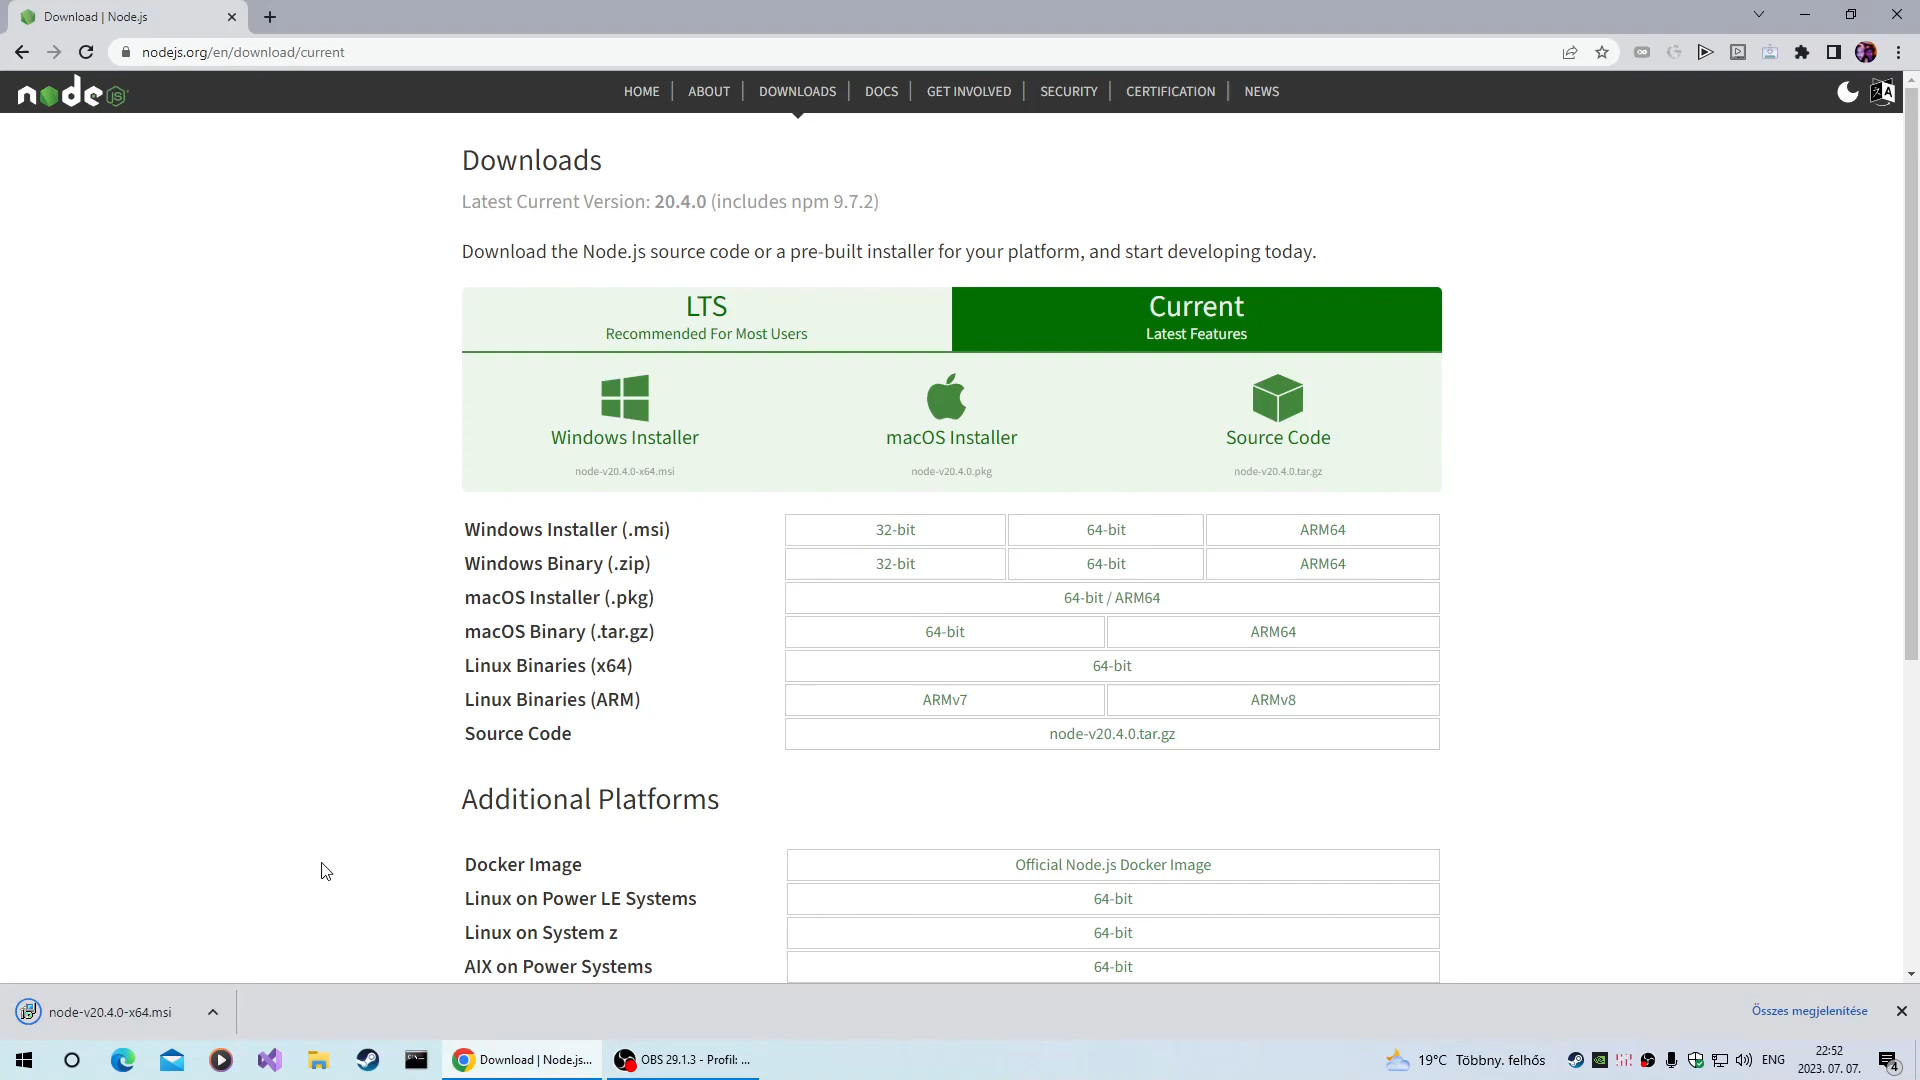 Download | Node.js
nodejs.org/en/download/current
node JS
HOME ABOUT DOWNLOADS DOCS GET INVOLVED SECURITY CERTIFICATION NEWS
Downloads
Latest Current Version: 20.4.0 (includes npm 9.7.2)
Download the Node.js source code or a pre-built installer for your platform, and start developing today.
LTS
Recommended For Most Users
Current
Latest Features
Windows Installer
node-v20.4.0-x64.msi
macOS Installer
node-v20.4.0.pkg
Source Code
node-v20.4.0.tar.gz
Windows Installer (.msi) 32-bit 64-bit ARM64
Windows Binary (.zip) 32-bit 64-bit ARM64
macOS Installer (.pkg) 64-bit / ARM64
macOS Binary (.tar.gz) 64-bit ARM64
Linux Binaries (x64) 64-bit
Linux Binaries (ARM) ARMv7 ARMv8
Source Code node-v20.4.0.tar.gz
Additional Platforms
Docker Image Official Node.js Docker Image
Linux on Power LE Systems 64-bit
Linux on System z 64-bit
AIX on Power Systems 64-bit
node-v20.4.0-x64.msi
Összes megjelenítése
Download | Node.js...
OBS 29.1.3 - Profil: ...
19°C Többny. felhős
ENG
22:52
2023. 07. 07.
4